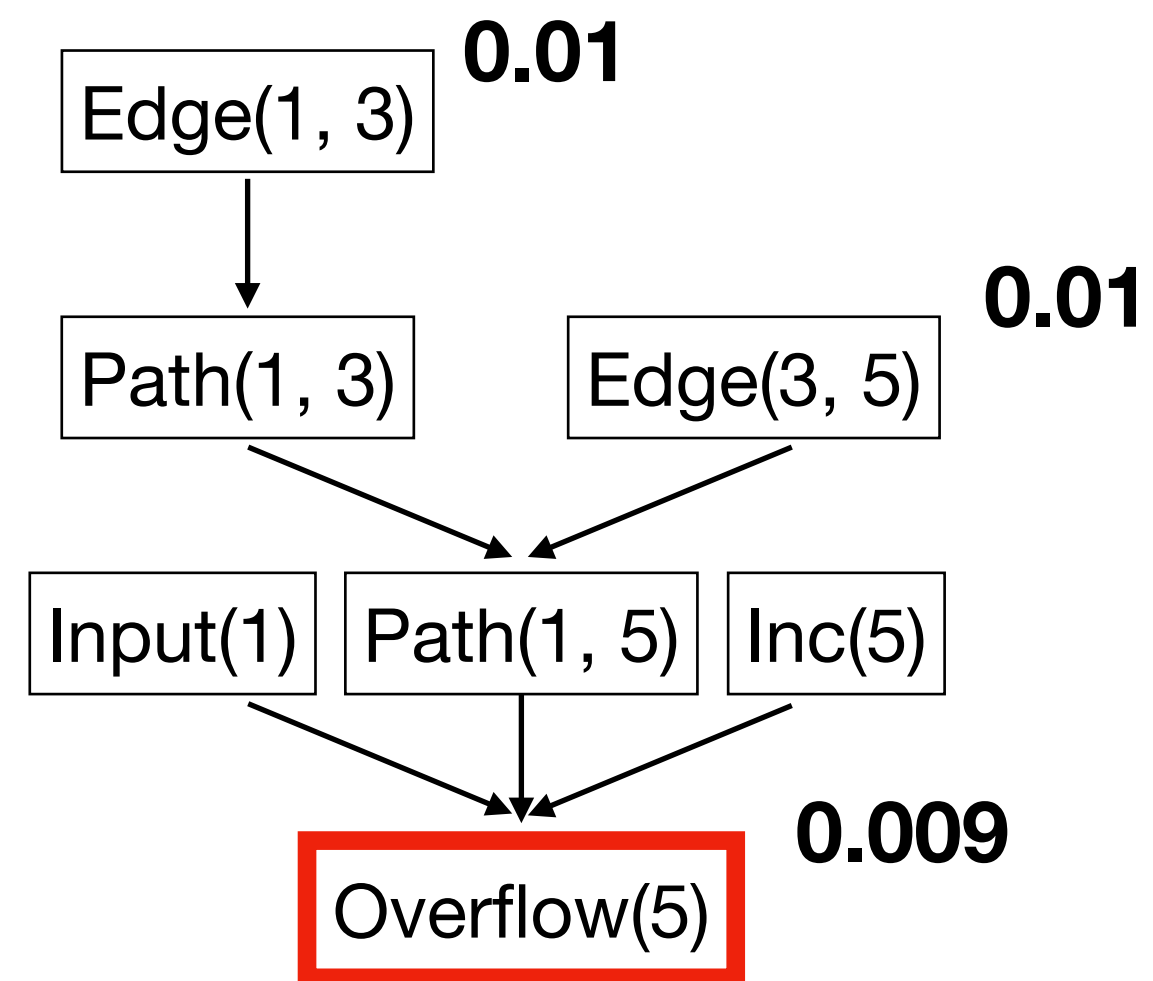 0.01
Edge(1, 3)
0.01
Path(1, 3)
Edge(3, 5)
Input(1)
Path(1, 5)
Inc(5)
0.009
Overflow(5)